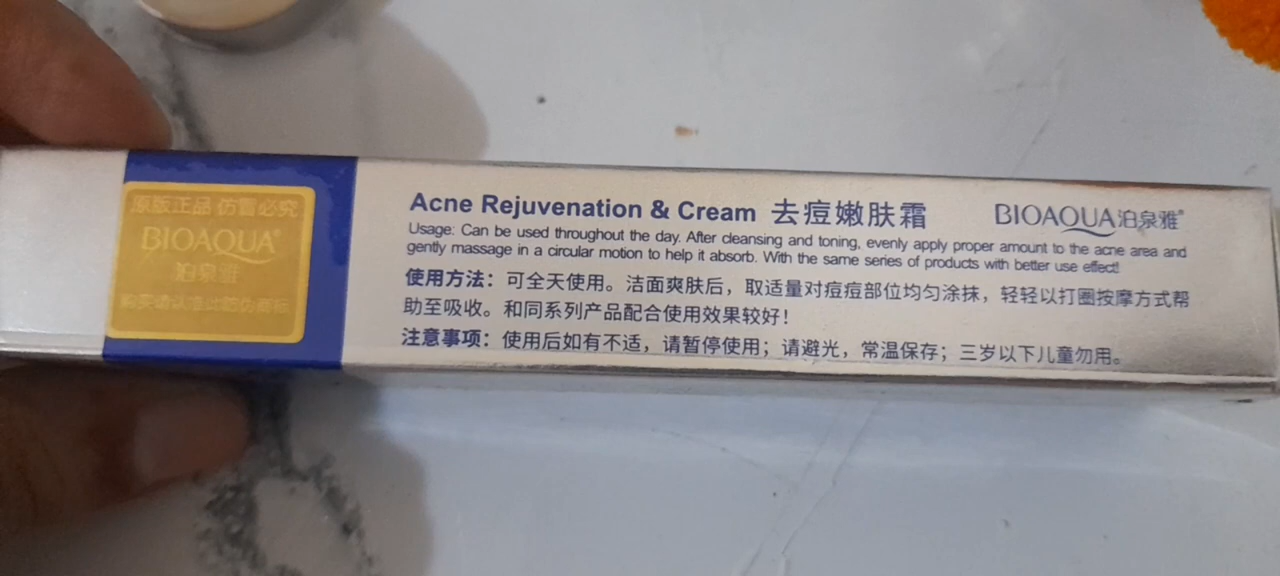 原版正品 仿冒必究
BIOAQUA®
泊泉雅
Acne Rejuvenation & Cream 去痘嫩肤霜
BIOAQUA泊泉雅®
Usage: Can be used throughout the day. After cleansing and toning, evenly apply proper amount to the acne area and
gently massage in a circular motion to help it absorb. With the same series of products with better use effect!
使用方法：可全天使用。洁面爽肤后，取适量对痘痘部位均匀涂抹，轻轻以打圈按摩方式帮
助至吸收。和同系列产品配合使用效果较好！
注意事项：使用后如有不适，请暂停使用；请避光，常温保存；三岁以下儿童勿用。